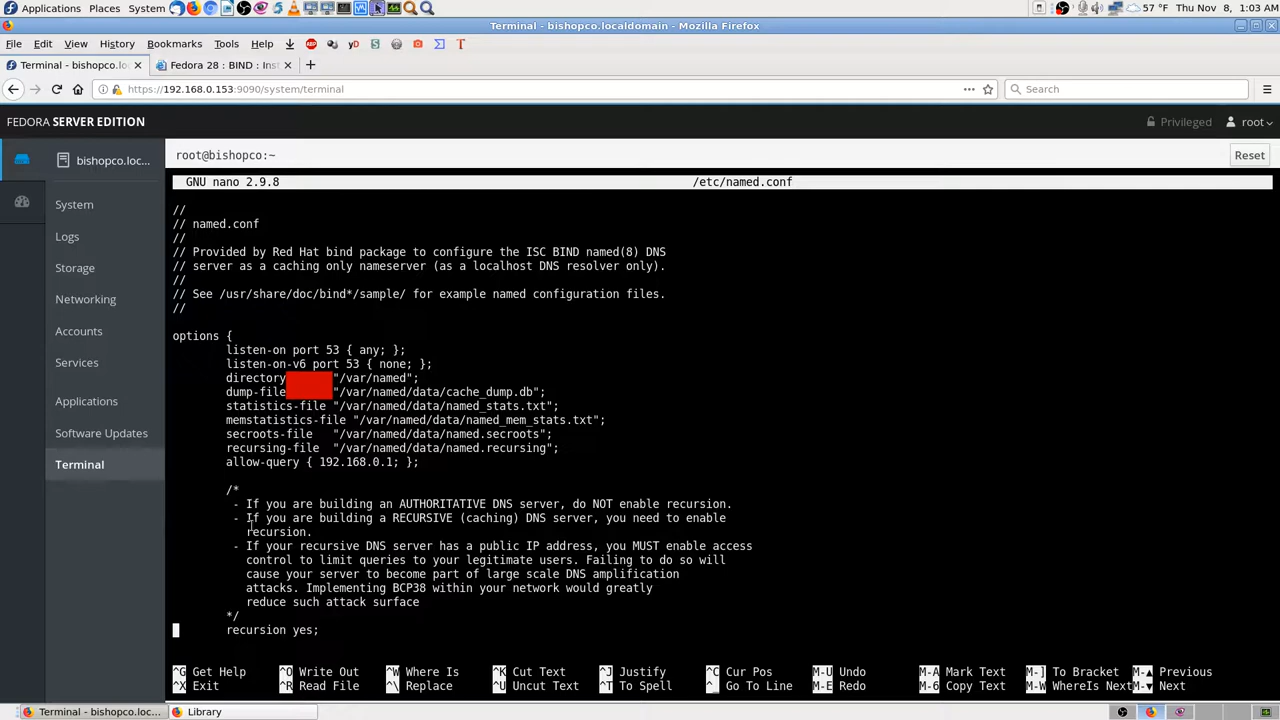 Applications Places System 57 °F Thu Nov 8, 1:03 AM
Terminal - bishopco.localdomain - Mozilla Firefox
File Edit View History Bookmarks Tools Help
Terminal - bishopco.loc Fedora 28 : BIND : Inst
https://192.168.0.153:9090/system/terminal Search
FEDORA SERVER EDITION Privileged root
bishopco.loc... root@bishopco:~ Reset
System
Logs
Storage
Networking
Accounts
Services
Applications
Software Updates
Terminal
GNU nano 2.9.8 /etc/named.conf
//
// named.conf
//
// Provided by Red Hat bind package to configure the ISC BIND named(8) DNS
// server as a caching only nameserver (as a localhost DNS resolver only).
//
// See /usr/share/doc/bind*/sample/ for example named configuration files.
//
options {
listen-on port 53 { any; };
listen-on-v6 port 53 { none; };
directory "/var/named";
dump-file "/var/named/data/cache_dump.db";
statistics-file "/var/named/data/named_stats.txt";
memstatistics-file "/var/named/data/named_mem_stats.txt";
secroots-file "/var/named/data/named.secroots";
recursing-file "/var/named/data/named.recursing";
allow-query { 192.168.0.1; };
/*
- If you are building an AUTHORITATIVE DNS server, do NOT enable recursion.
- If you are building a RECURSIVE (caching) DNS server, you need to enable
recursion.
- If your recursive DNS server has a public IP address, you MUST enable access
control to limit queries to your legitimate users. Failing to do so will
cause your server to become part of large scale DNS amplification
attacks. Implementing BCP38 within your network would greatly
reduce such attack surface
*/
recursion yes;
^G Get Help ^O Write Out ^W Where Is ^K Cut Text ^J Justify ^C Cur Pos M-U Undo M-A Mark Text M-] To Bracket M-▲ Previous
^X Exit ^R Read File ^\ Replace ^U Uncut Text ^T To Spell ^_ Go To Line M-E Redo M-6 Copy Text M-W WhereIs Next M-▼ Next
Terminal - bishopco.localdom... Library